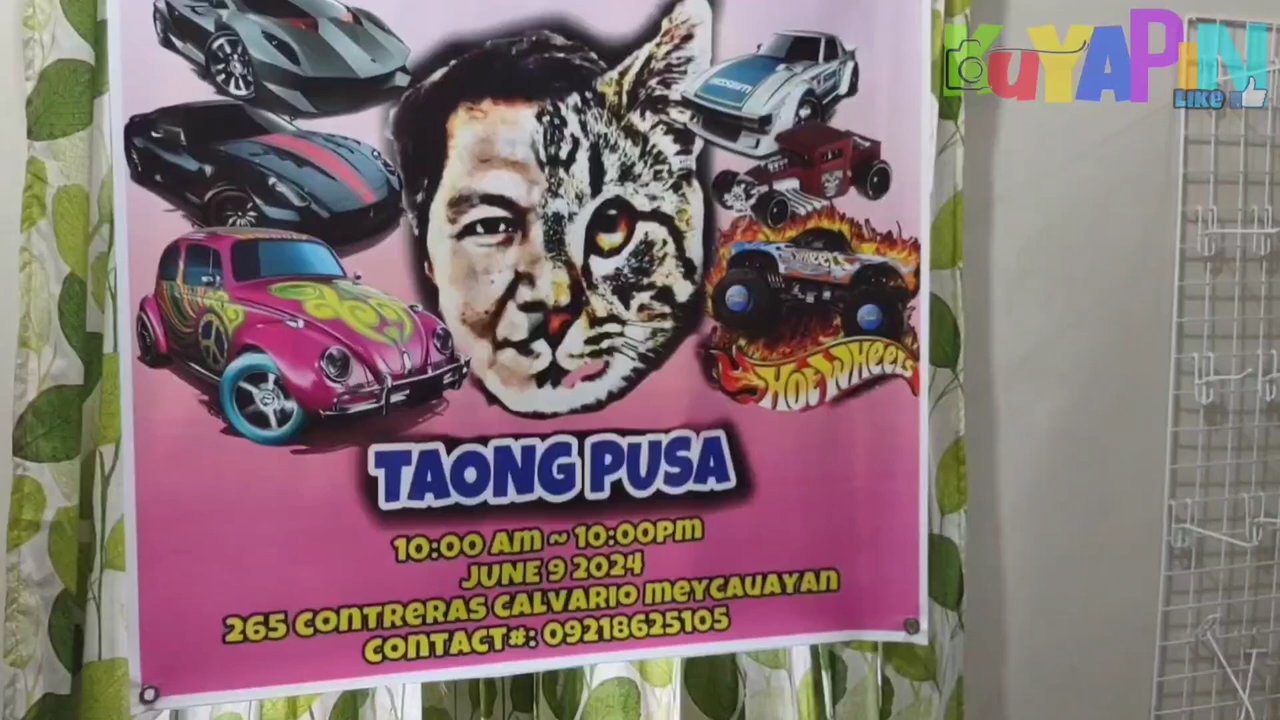 KUYAPIN
LIKE
HOT WHEELS
TAONG PUSA
10:00 Am ~ 10:00pm
JUNE 9 2024
265 CONTRERAS CALVARIO MEYCAUAYAN
CONTACT#: 09218625105